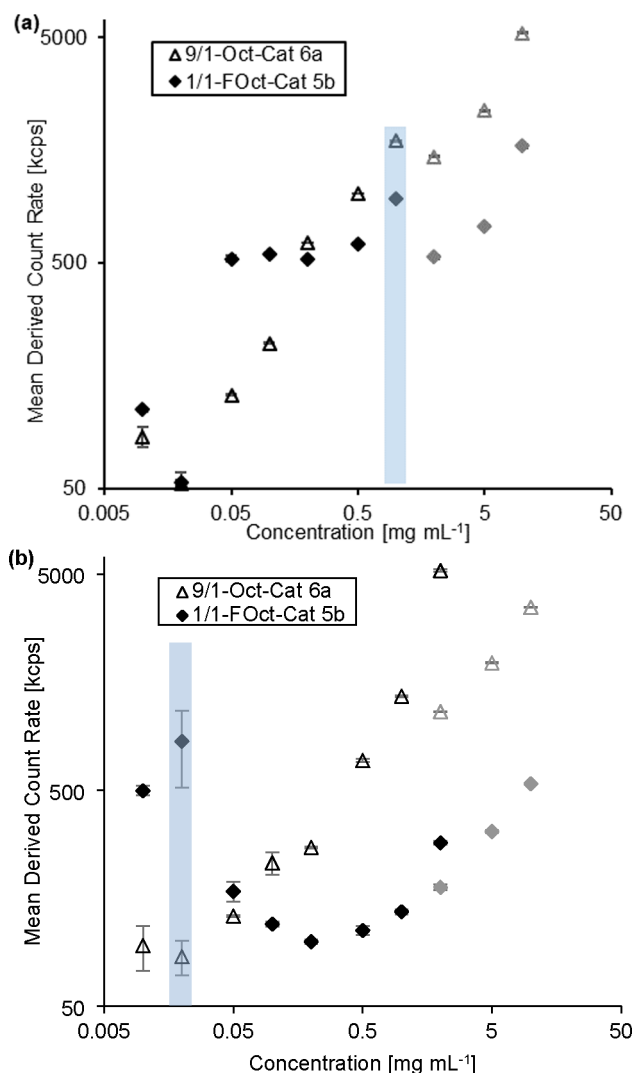 (a)
5000
9/1-Oct-Cat 6a
1/1-FOct-Cat 5b
Mean Derived Count Rate [kcps]
500
50
0.005 0.05 0.5 5 50
Concentration [mg mL⁻¹]
(b)
5000
9/1-Oct-Cat 6a
1/1-FOct-Cat 5b
Mean Derived Count Rate [kcps]
500
50
0.005 0.05 0.5 5 50
Concentration [mg mL⁻¹]